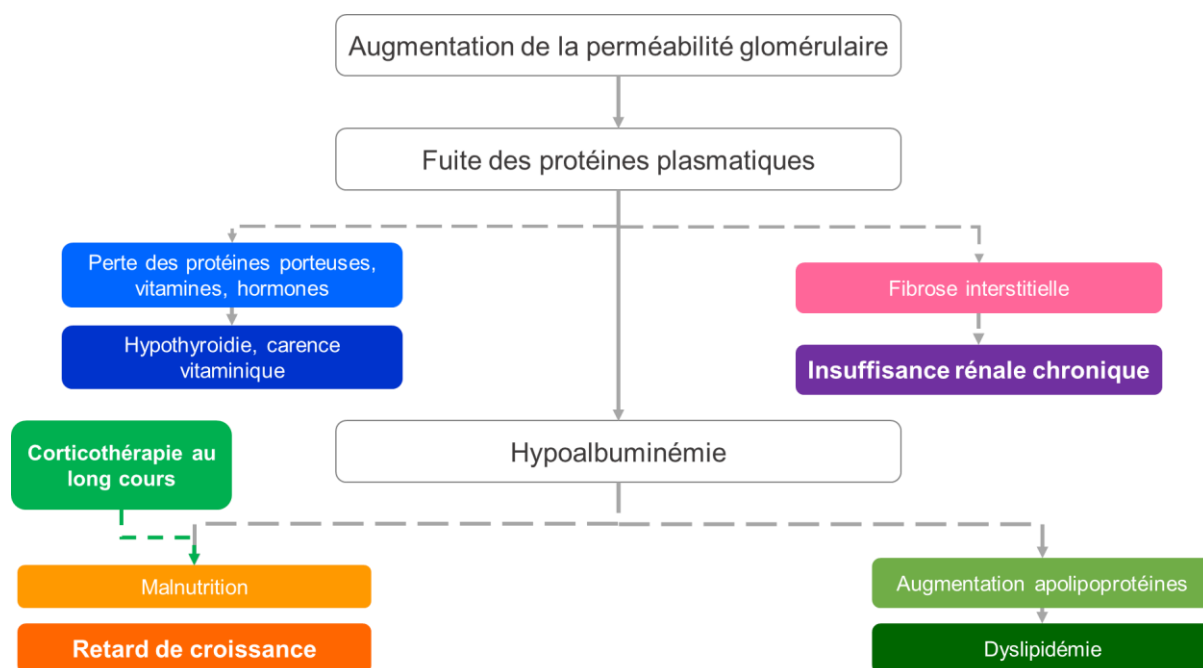 Augmentation de la perméabilité glomérulaire
Fuite des protéines plasmatiques
Perte des protéines porteuses,
vitamines, hormones
Fibrose interstitielle
Hypothyroidie, carence
vitaminique
Insuffisance rénale chronique
Corticothérapie au
long cours
Hypoalbuminémie
Malnutrition
Augmentation apolipoprotéines
Retard de croissance
Dyslipidémie